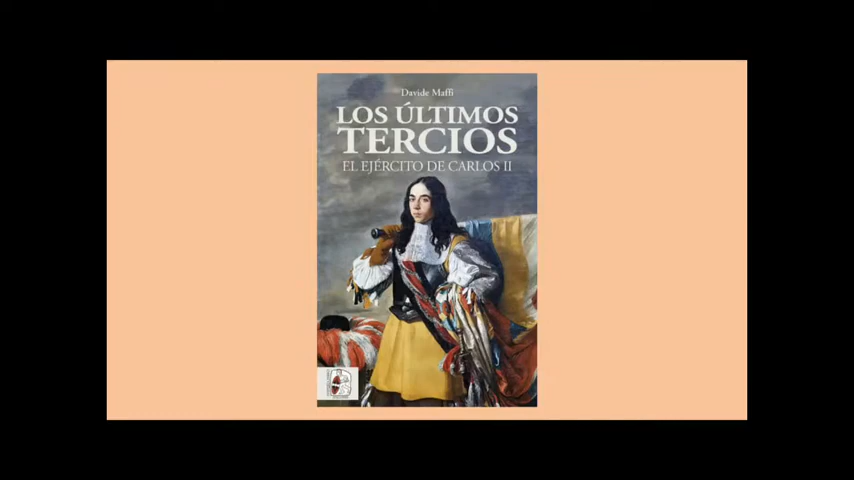 Davide Maffi
LOS ÚLTIMOS
TERCIOS
EL EJÉRCITO DE CARLOS II